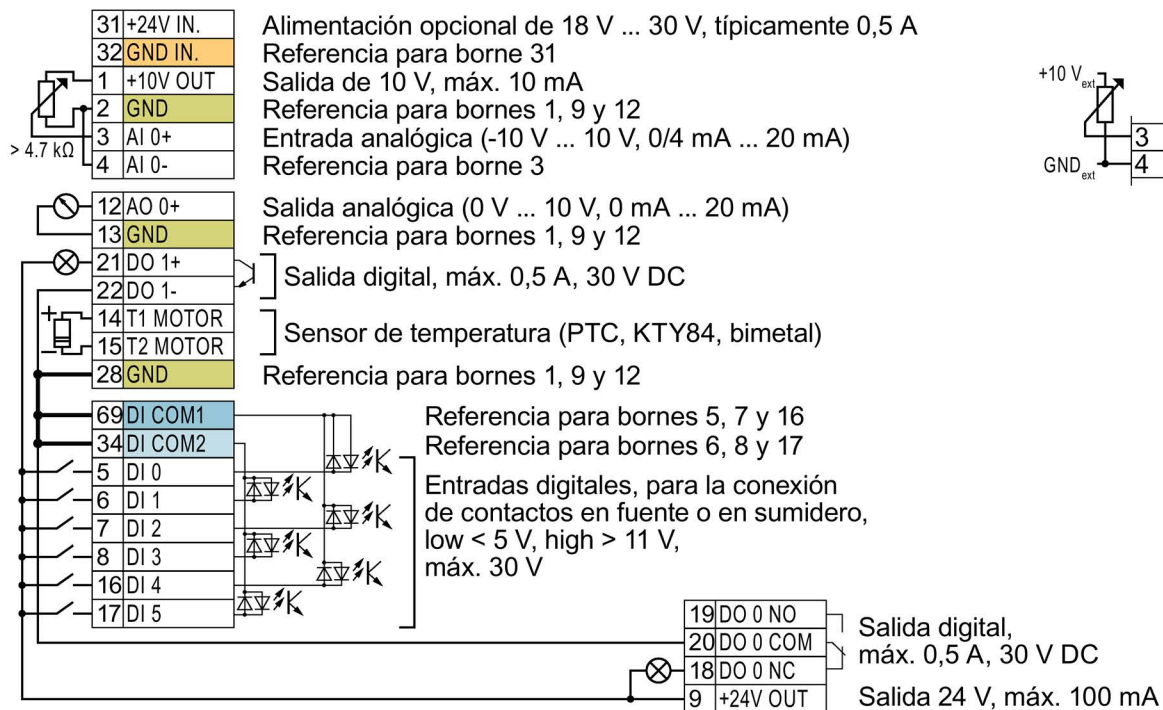 31 +24V IN. Alimentación opcional de 18 V ... 30 V, típicamente 0,5 A
32 GND IN. Referencia para borne 31
1 +10V OUT Salida de 10 V, máx. 10 mA
2 GND Referencia para bornes 1, 9 y 12
3 AI 0+ Entrada analógica (-10 V ... 10 V, 0/4 mA ... 20 mA)
> 4.7 kΩ
4 AI 0- Referencia para borne 3
+10 Vext
3
GNDext 4
12 AO 0+ Salida analógica (0 V ... 10 V, 0 mA ... 20 mA)
13 GND Referencia para bornes 1, 9 y 12
21 DO 1+
Salida digital, máx. 0,5 A, 30 V DC
22 DO 1-
+ 14 T1 MOTOR
Sensor de temperatura (PTC, KTY84, bimetal)
− 15 T2 MOTOR
28 GND Referencia para bornes 1, 9 y 12
69 DI COM1 Referencia para bornes 5, 7 y 16
34 DI COM2 Referencia para bornes 6, 8 y 17
5 DI 0
6 DI 1
7 DI 2
8 DI 3
16 DI 4
17 DI 5
Entradas digitales, para la conexión
de contactos en fuente o en sumidero,
low < 5 V, high > 11 V,
máx. 30 V
19 DO 0 NO
20 DO 0 COM
18 DO 0 NC
Salida digital,
máx. 0,5 A, 30 V DC
9 +24V OUT Salida 24 V, máx. 100 mA